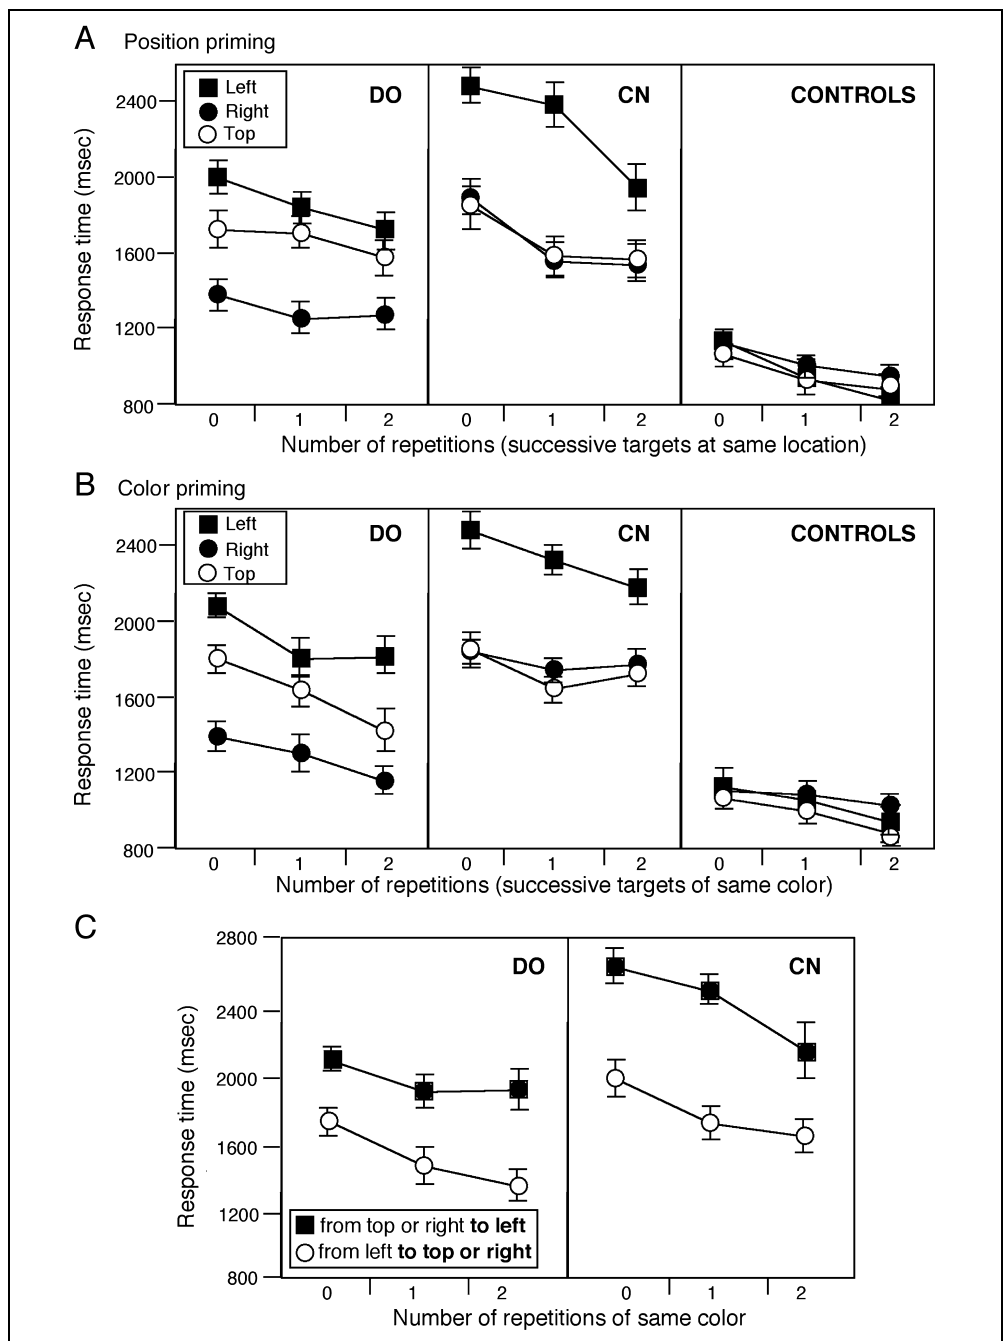 A Position priming
Left
Right
Top
DO
CN
CONTROLS
Response time (msec)
2400
2000
1600
1200
800
0 1 2 0 1 2 0 1 2
Number of repetitions (successive targets at same location)
B Color priming
Left
Right
Top
DO
CN
CONTROLS
Response time (msec)
2400
2000
1600
1200
800
0 1 2 0 1 2 0 1 2
Number of repetitions (successive targets of same color)
C
DO
CN
Response time (msec)
2800
2400
2000
1600
1200
800
from top or right to left
from left to top or right
0 1 2 0 1 2
Number of repetitions of same color